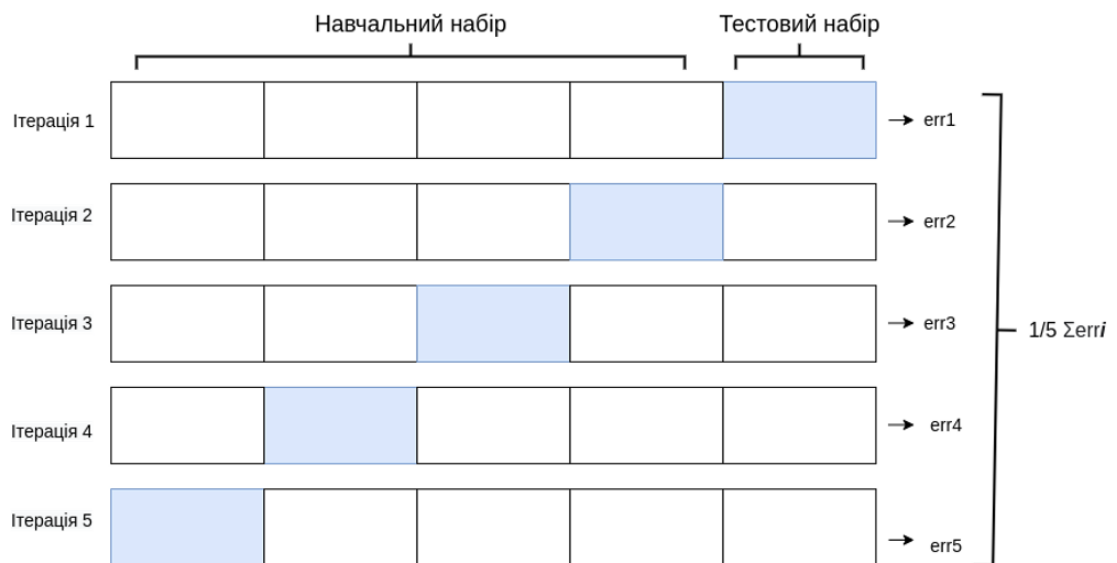 Навчальний набір Тестовий набір
Ітерація 1 err1
Ітерація 2 err2
Ітерація 3 err3
1/5 Σerri
Ітерація 4 err4
Ітерація 5 err5